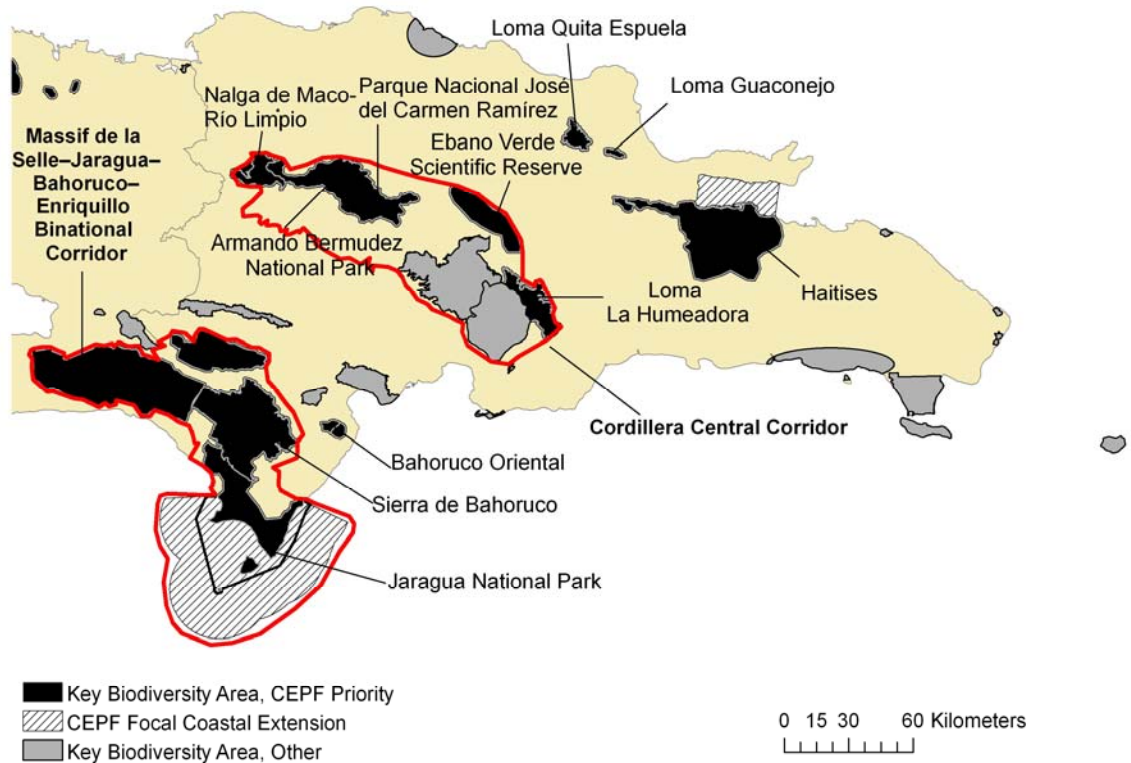 Loma Quita Espuela
Loma Guaconejo
Nalga de Maco-
Río Limpio
Parque Nacional José
del Carmen Ramírez
Ebano Verde
Scientific Reserve
Massif de la
Selle–Jaragua–
Bahoruco–
Enriquillo
Binational
Corridor
Armando Bermudez
National Park
Loma
La Humeadora
Haitises
Cordillera Central Corridor
Bahoruco Oriental
Sierra de Bahoruco
Jaragua National Park
Key Biodiversity Area, CEPF Priority
CEPF Focal Coastal Extension
Key Biodiversity Area, Other
0 15 30 60 Kilometers